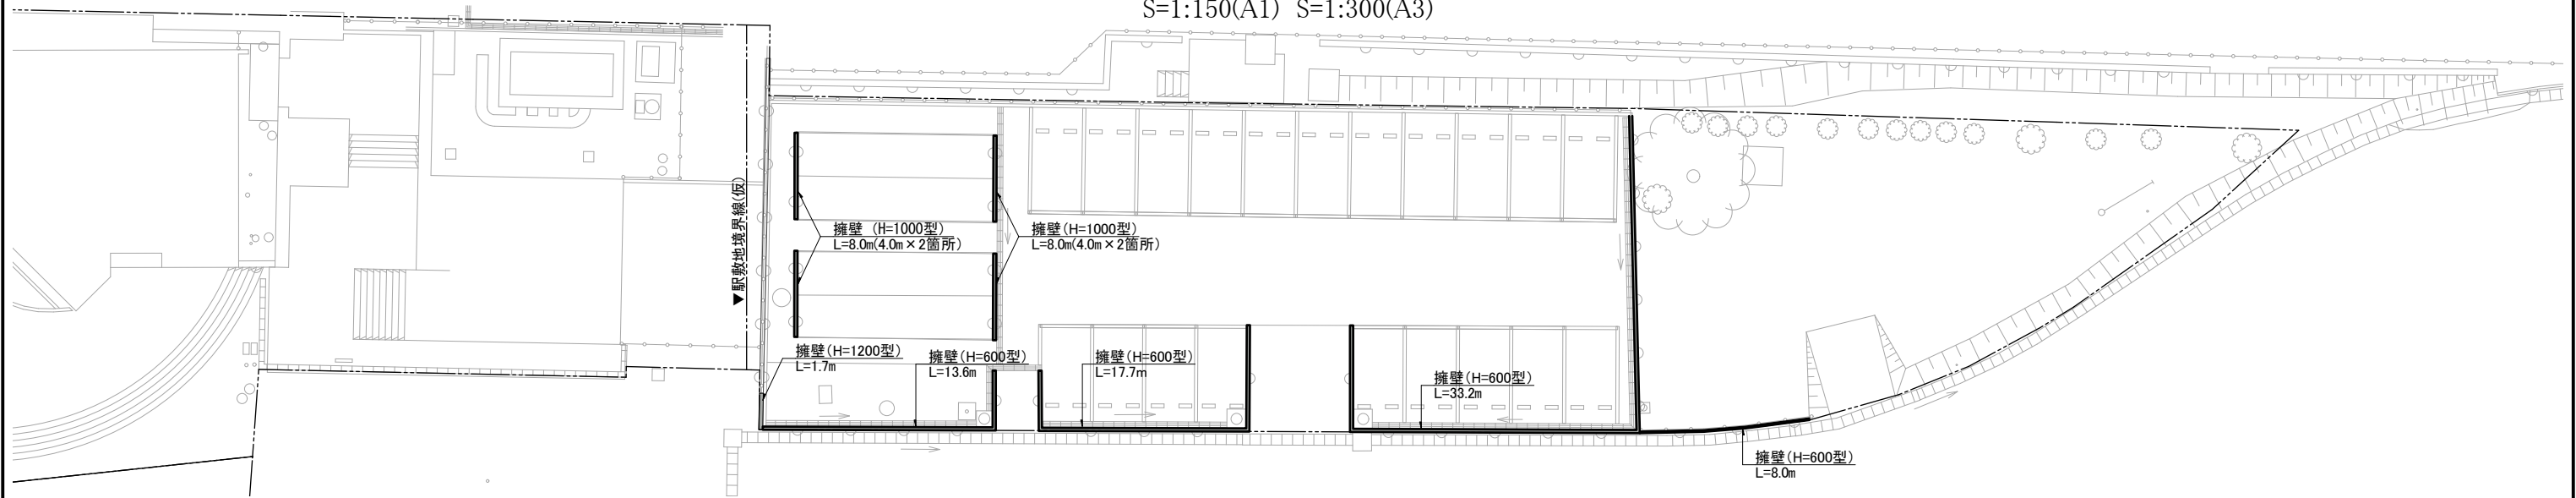 S=1:150(A1) S=1:300(A3)
▼駅敷地境界線(仮)
擁壁 (H=1000型)
L=8.0m(4.0m×2箇所)
擁壁(H=1000型)
L=8.0m(4.0m×2箇所)
擁壁(H=1200型)
L=1.7m
擁壁(H=600型)
L=13.6m
擁壁(H=600型)
L=17.7m
擁壁(H=600型)
L=33.2m
擁壁(H=600型)
L=8.0m